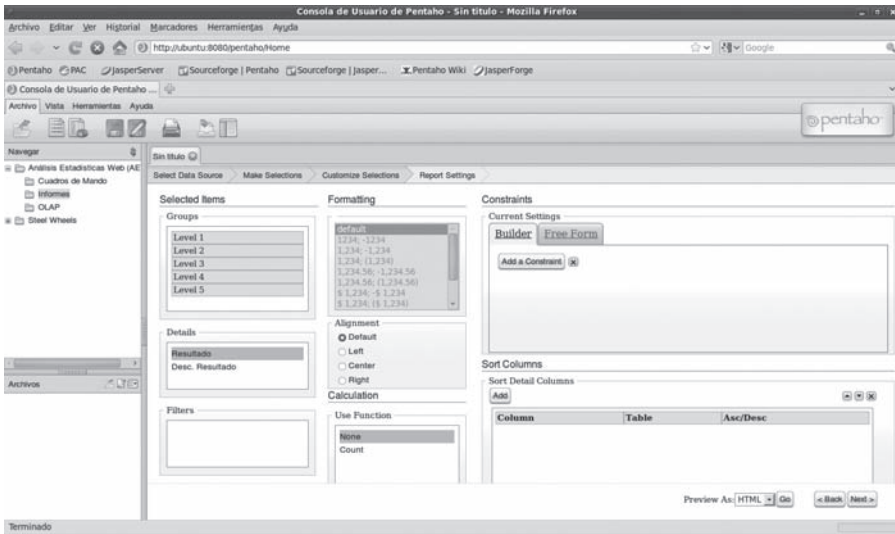 Consola de Usuario de Pentaho - Sin titulo - Mozilla Firefox
Archivo Editar Ver Historial Marcadores Herramientas Ayuda
http://ubuntu:8080/pentaho/Home
Google
Pentaho PAC JasperServer Sourceforge | Pentaho Sourceforge | Jasper... Pentaho Wiki JasperForge
Consola de Usuario de Pentaho ...
Archivo Vista Herramientas Ayuda
pentaho
Navegar
Análisis Estadísticas Web (AE
Cuadros de Mando
Informes
OLAP
Steel Wheels
Archivos
Sin titulo
Select Data Source Make Selections Customize Selections Report Settings
Selected Items
Groups
Level 1
Level 2
Level 3
Level 4
Level 5
Details
Resultado
Desc. Resultado
Filters
Formatting
default
1234; -1234
1,234; -1,234
1,234; (1,234)
1,234.56; -1,234.56
1,234.56; (1,234.56)
$ 1,234; -$ 1,234
$ 1,234; ($ 1,234)
Alignment
Default
Left
Center
Right
Calculation
Use Function
None
Count
Constraints
Current Settings
Builder Free Form
Add a Constraint
Sort Columns
Sort Detail Columns
Add
Column Table Asc/Desc
Preview As: HTML Go < Back Next >
Terminado